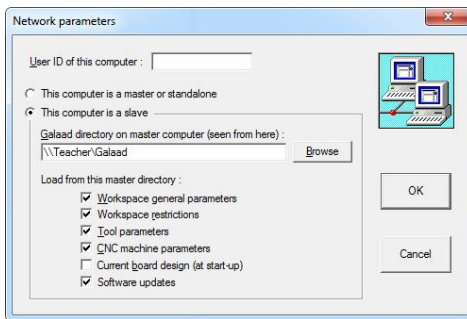 Network parameters
User ID of this computer :
This computer is a master or standalone
This computer is a slave
Galaad directory on master computer (seen from here) :
\\Teacher\Galaad
Browse
Load from this master directory :
Workspace general parameters
Workspace restrictions
Tool parameters
CNC machine parameters
Current board design (at start-up)
Software updates
OK
Cancel